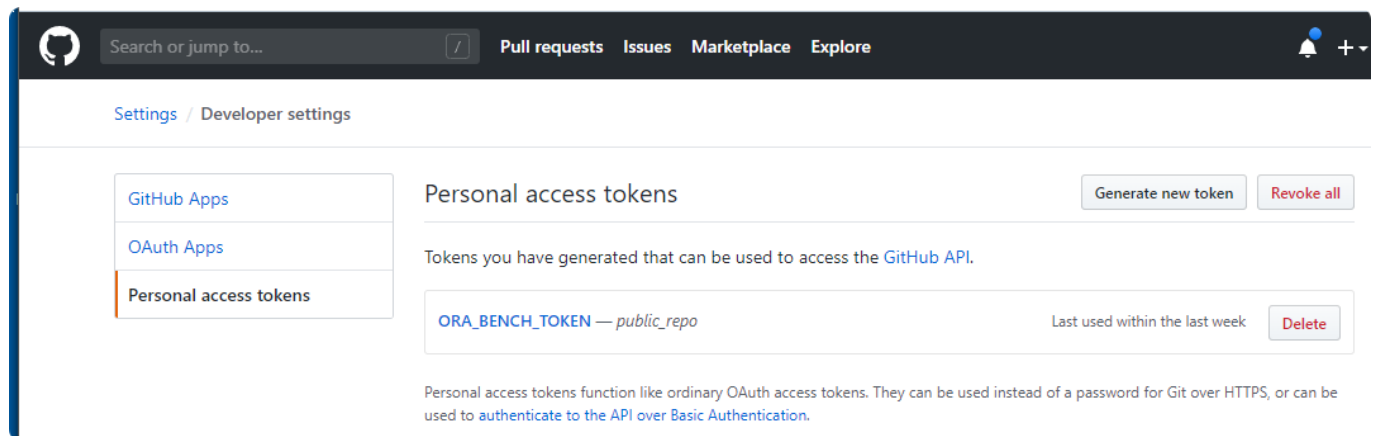 Search or jump to... /
Pull requests Issues Marketplace Explore
Settings / Developer settings
GitHub Apps
OAuth Apps
Personal access tokens
Personal access tokens
Generate new token
Revoke all
Tokens you have generated that can be used to access the GitHub API.
ORA_BENCH_TOKEN — public_repo
Last used within the last week
Delete
Personal access tokens function like ordinary OAuth access tokens. They can be used instead of a password for Git over HTTPS, or can be
used to authenticate to the API over Basic Authentication.